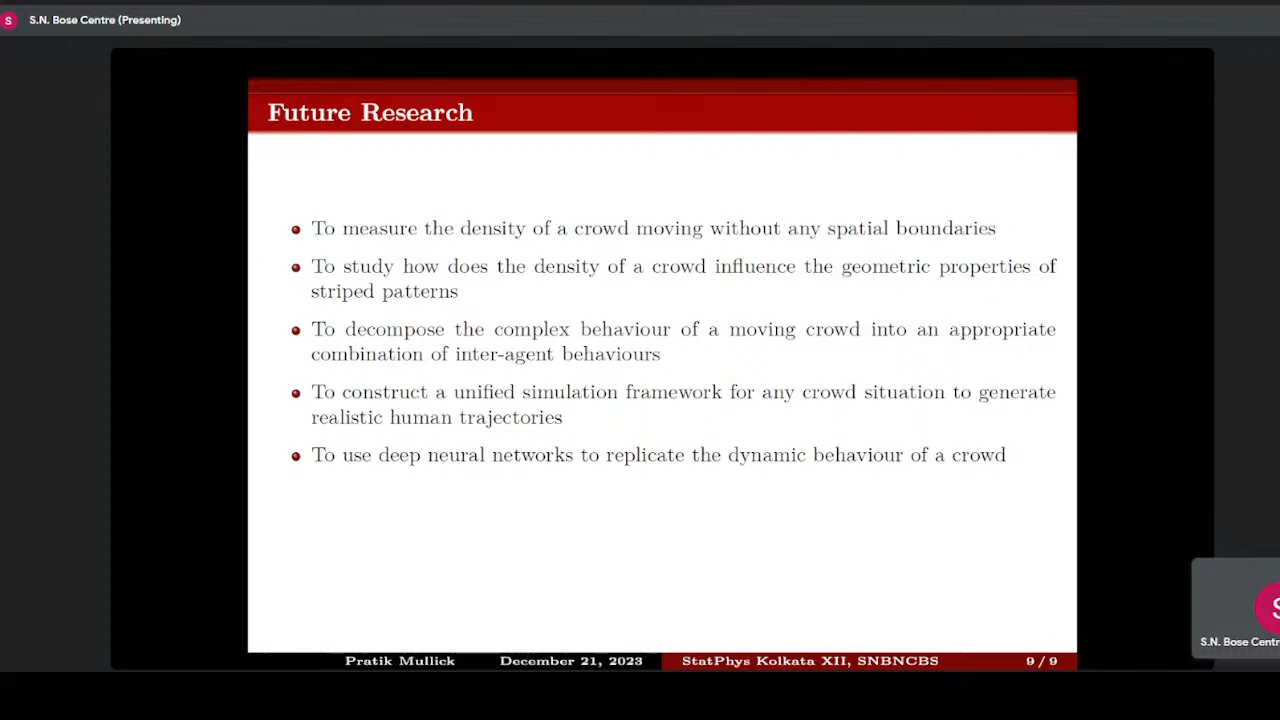 S
S.N. Bose Centre (Presenting)
Future Research
To measure the density of a crowd moving without any spatial boundaries
To study how does the density of a crowd influence the geometric properties of
striped patterns
To decompose the complex behaviour of a moving crowd into an appropriate
combination of inter-agent behaviours
To construct a unified simulation framework for any crowd situation to generate
realistic human trajectories
To use deep neural networks to replicate the dynamic behaviour of a crowd
S
S.N. Bose Centr
Pratik Mullick December 21, 2023 StatPhys Kolkata XII, SNBNCBS 9 / 9